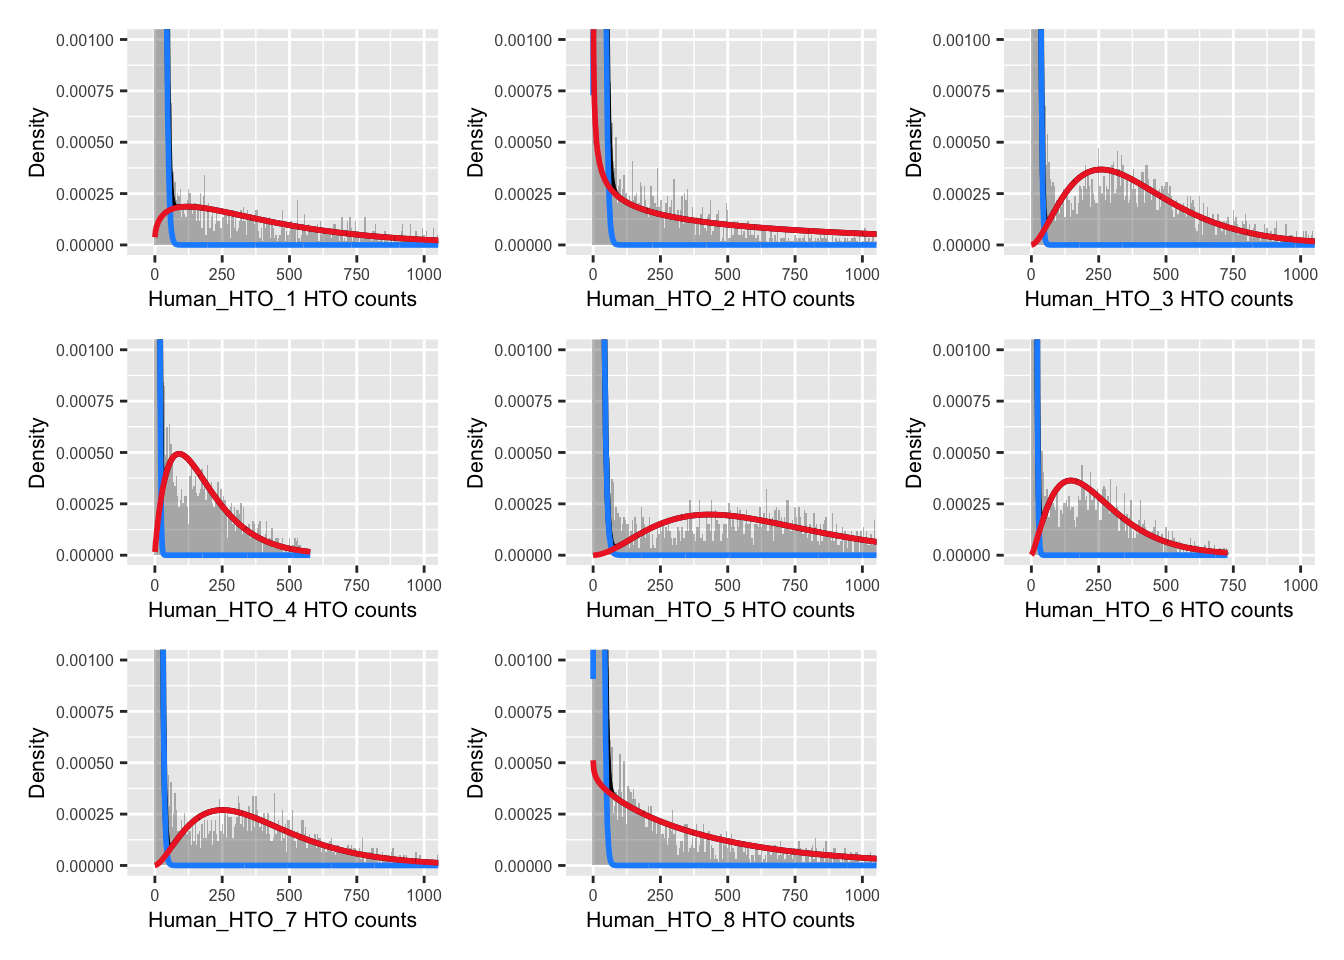 0.00100
0.00075
0.00050
0.00025
0.00000
Density
0 250 500 750 1000
Human_HTO_1 HTO counts
0.00100
0.00075
0.00050
0.00025
0.00000
Density
0 250 500 750 1000
Human_HTO_2 HTO counts
0.00100
0.00075
0.00050
0.00025
0.00000
Density
0 250 500 750 1000
Human_HTO_3 HTO counts
0.00100
0.00075
0.00050
0.00025
0.00000
Density
0 250 500 750 1000
Human_HTO_4 HTO counts
0.00100
0.00075
0.00050
0.00025
0.00000
Density
0 250 500 750 1000
Human_HTO_5 HTO counts
0.00100
0.00075
0.00050
0.00025
0.00000
Density
0 250 500 750 1000
Human_HTO_6 HTO counts
0.00100
0.00075
0.00050
0.00025
0.00000
Density
0 250 500 750 1000
Human_HTO_7 HTO counts
0.00100
0.00075
0.00050
0.00025
0.00000
Density
0 250 500 750 1000
Human_HTO_8 HTO counts